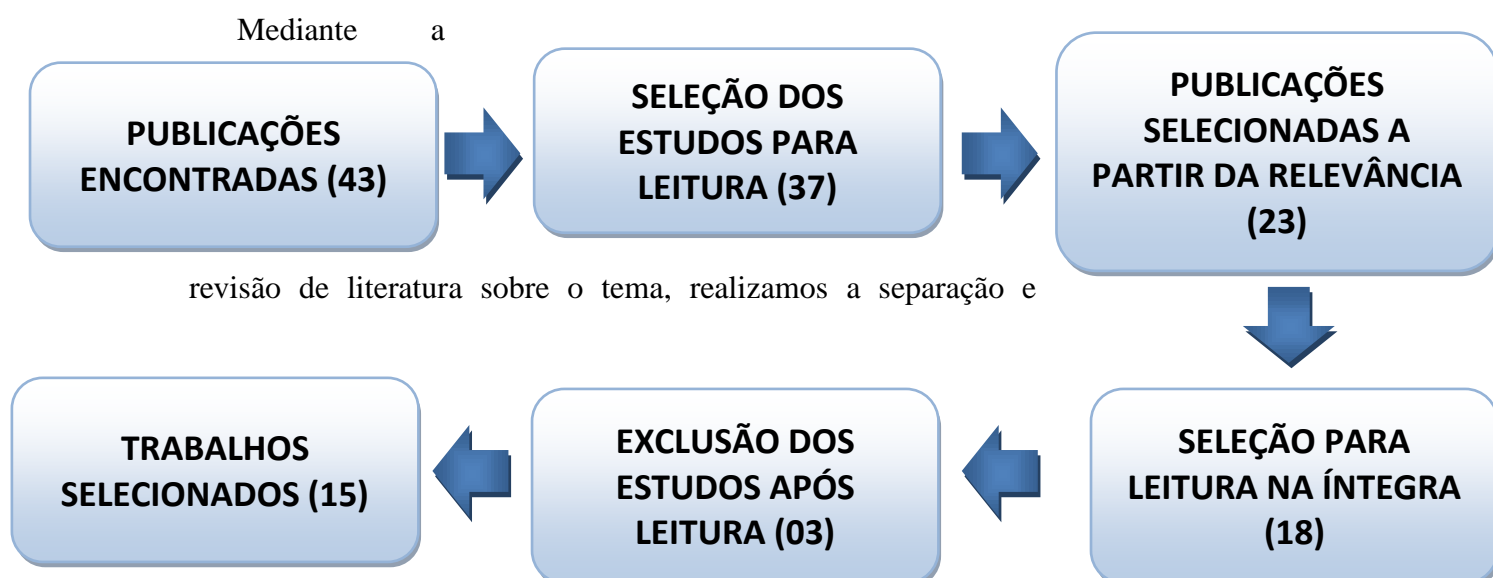 Mediante a
PUBLICAÇÕES
ENCONTRADAS (43)
SELEÇÃO DOS
ESTUDOS PARA
LEITURA (37)
PUBLICAÇÕES
SELECIONADAS A
PARTIR DA RELEVÂNCIA
(23)
revisão de literatura sobre o tema, realizamos a separação e
SELEÇÃO PARA
LEITURA NA ÍNTEGRA
(18)
EXCLUSÃO DOS
ESTUDOS APÓS
LEITURA (03)
TRABALHOS
SELECIONADOS (15)